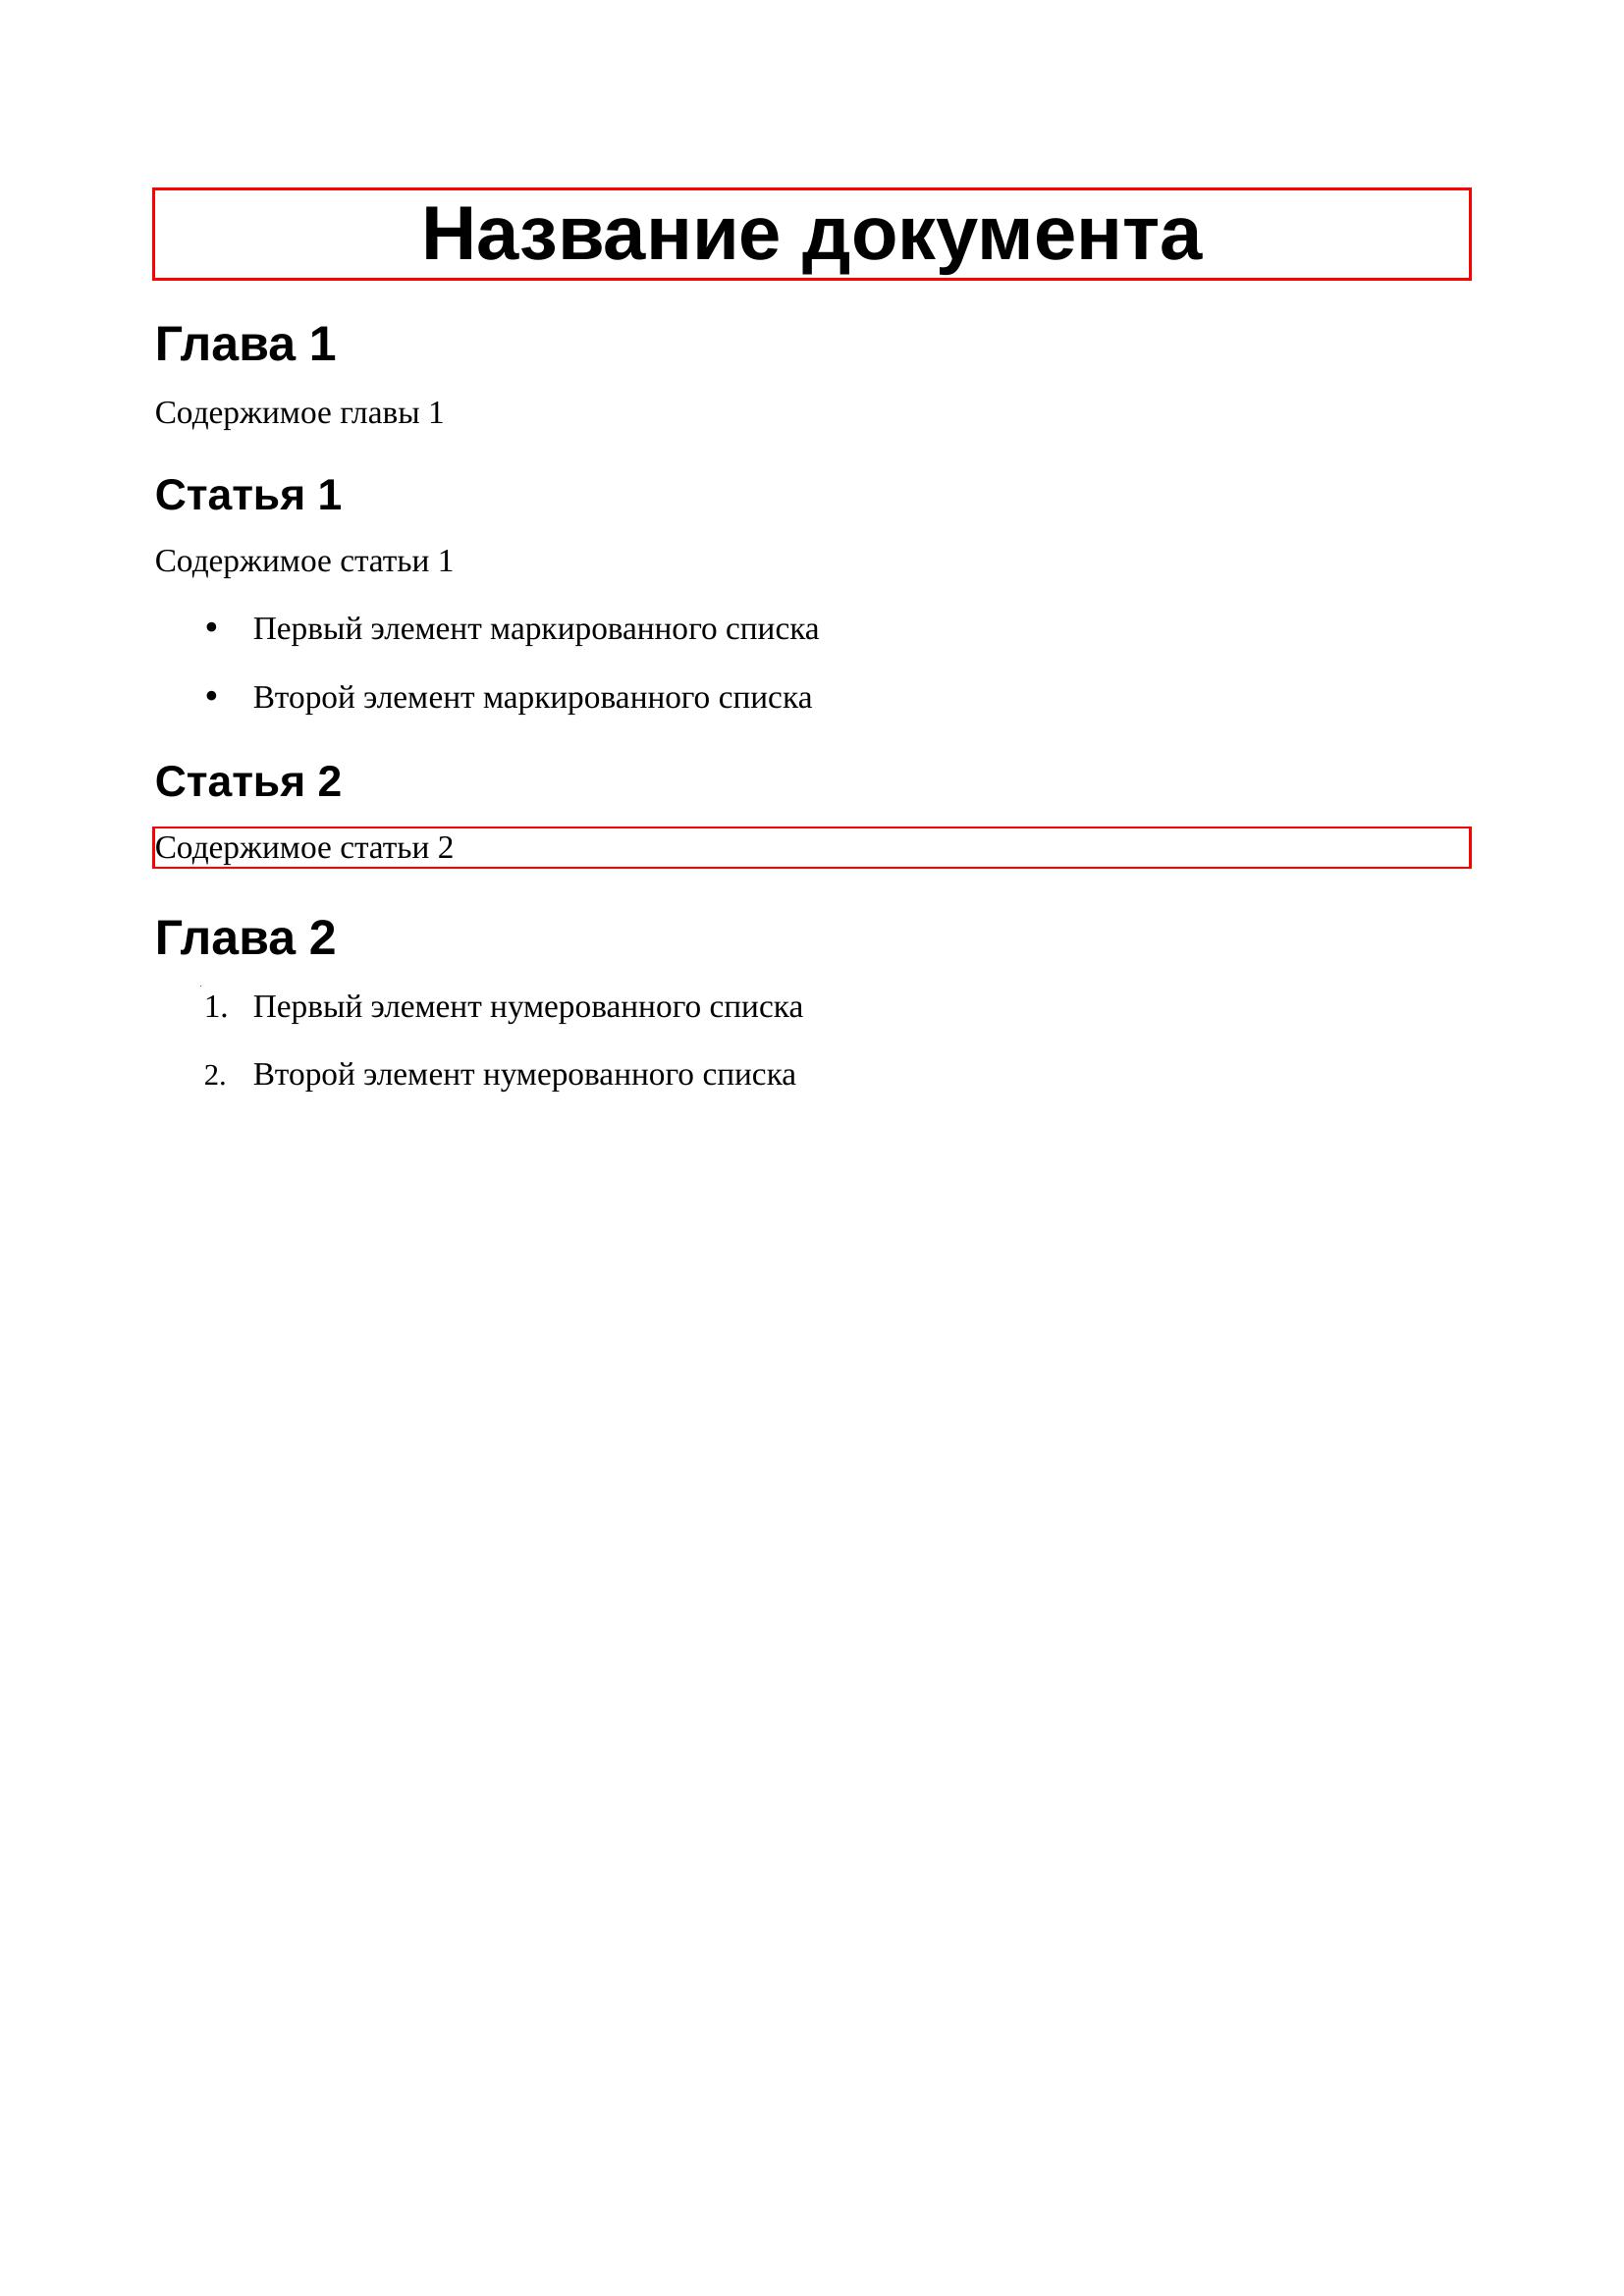 Название документа
Глава 1
Содержимое главы 1
Статья 1
Содержимое статьи 1
• Первый элемент маркированного списка
• Второй элемент маркированного списка
Статья 2
Содержимое статьи 2
Глава 2
1. Первый элемент нумерованного списка
2. Второй элемент нумерованного списка